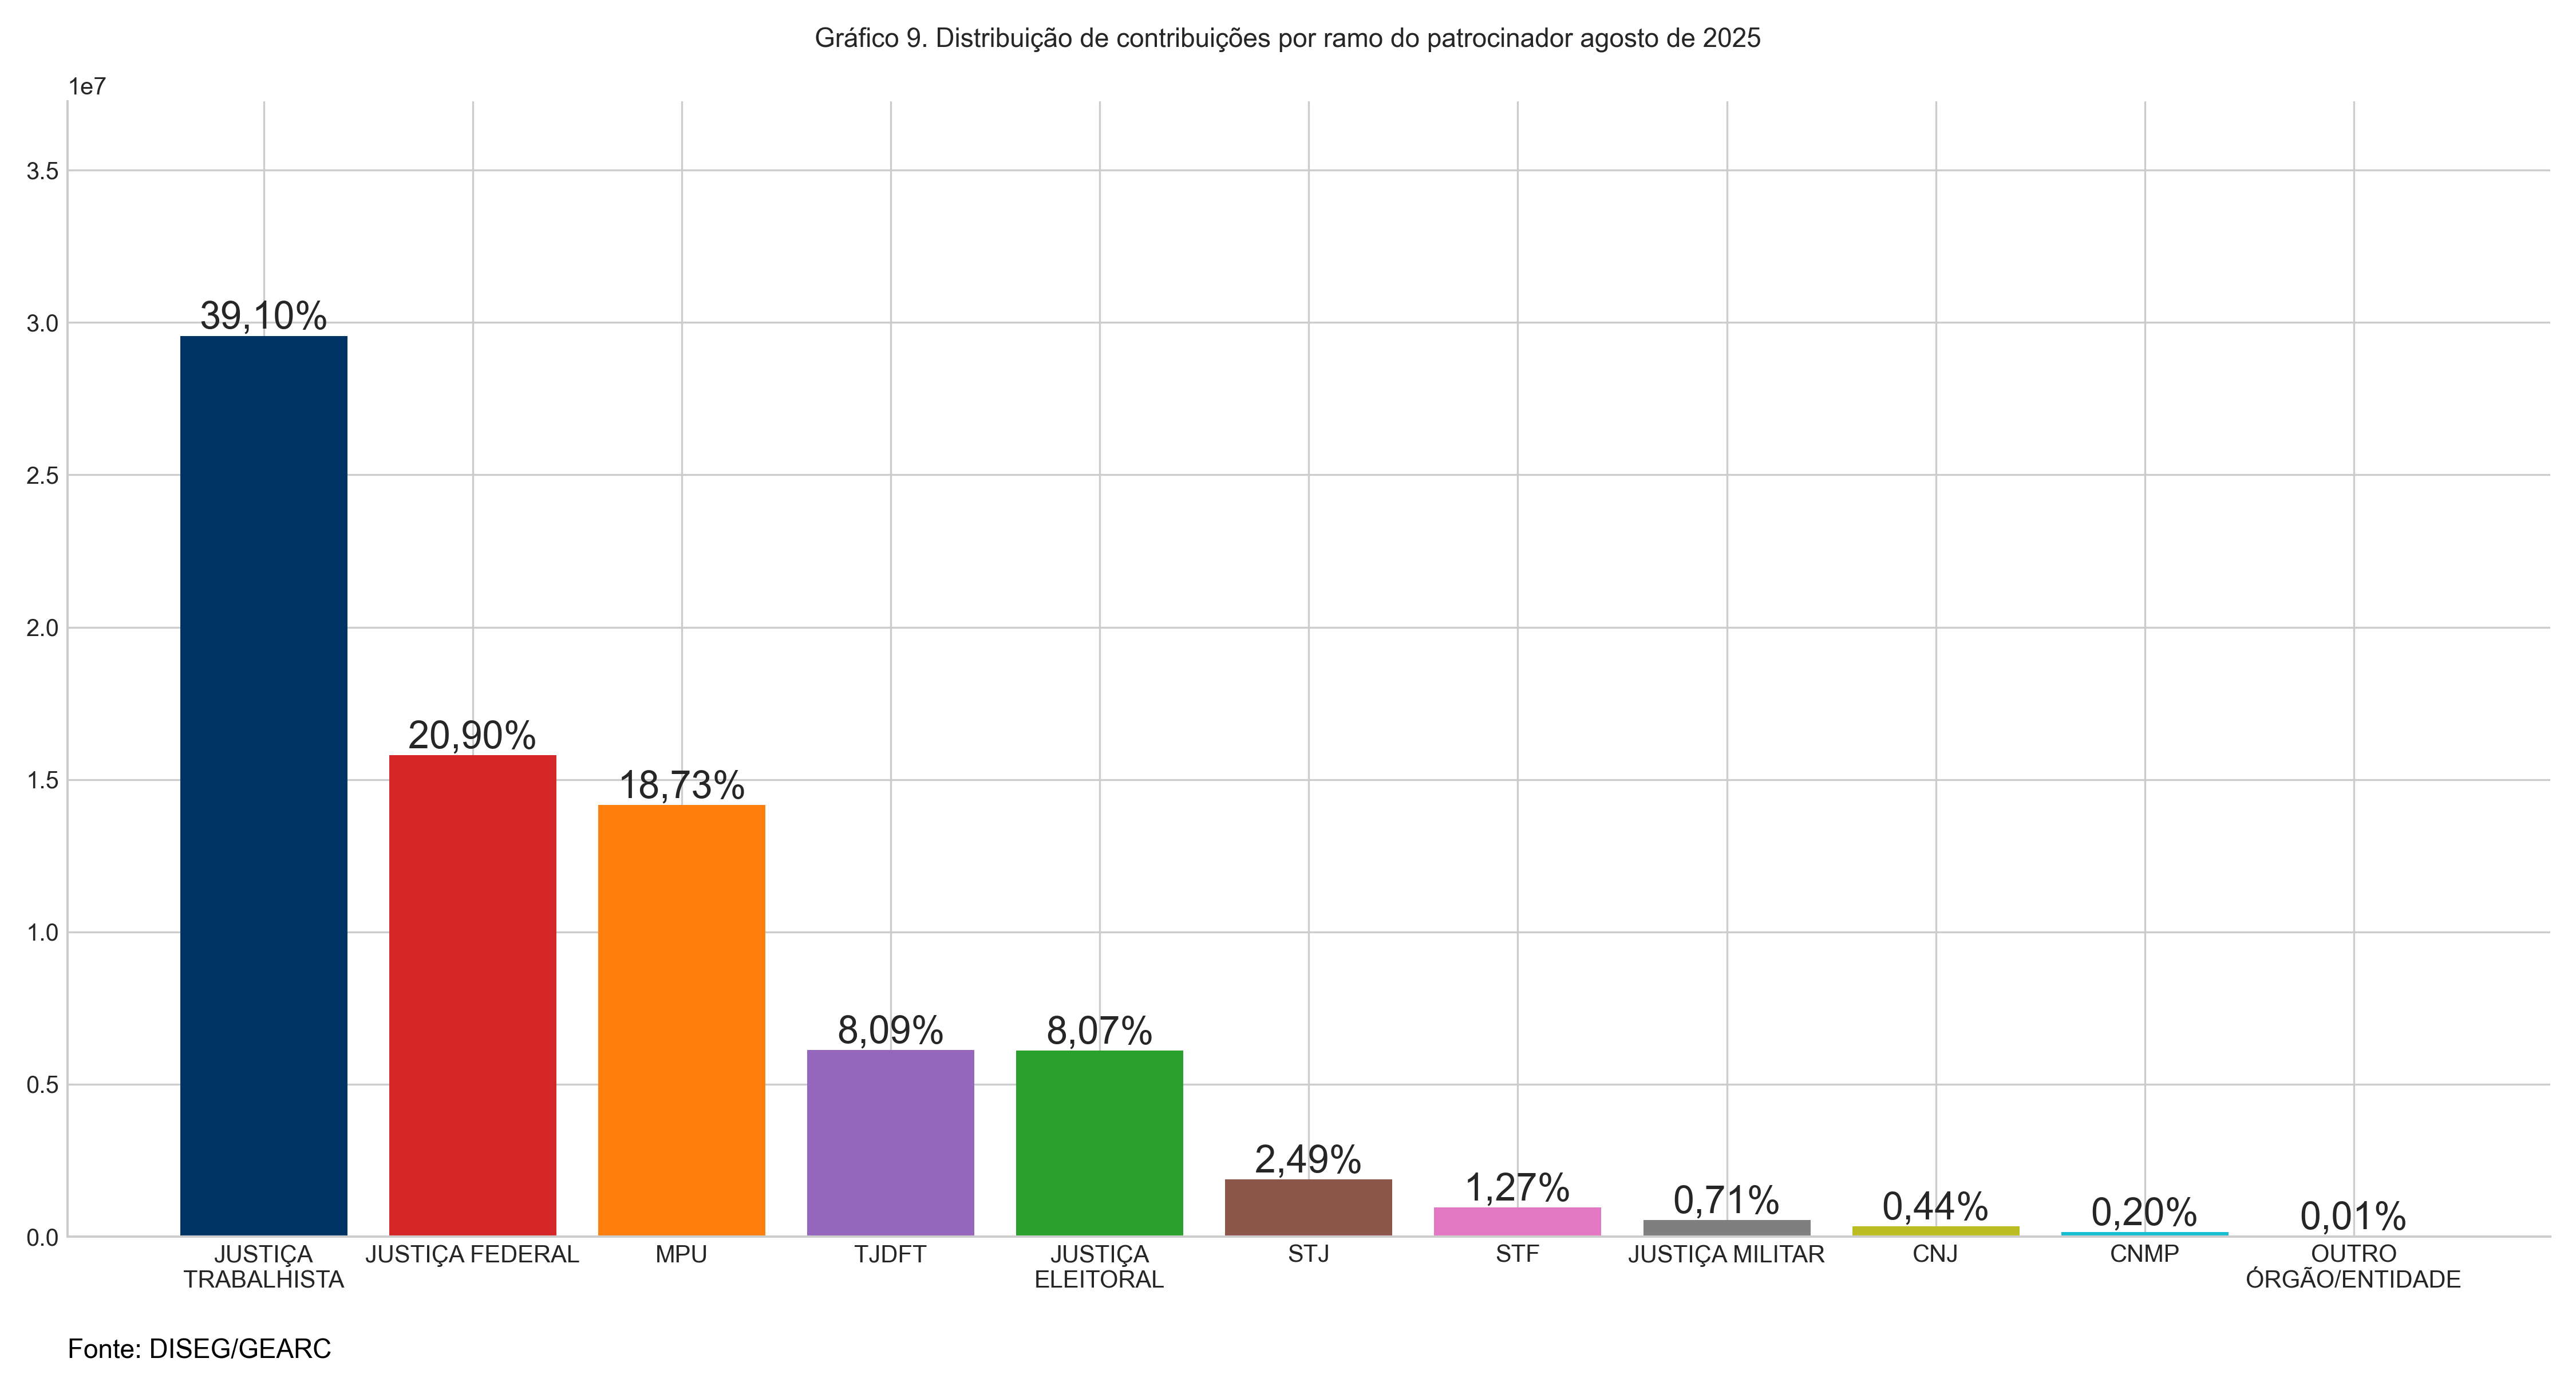 Gráfico 9. Distribuição de contribuições por ramo do patrocinador agosto de 2025
1e7
3.5
3.0
2.5
2.0
1.5
1.0
0.5
0.0
39,10%
20,90%
18,73%
8,09%
8,07%
2,49%
1,27%
0,71%
0,44%
0,20%
0,01%
JUSTIÇA
TRABALHISTA
JUSTIÇA FEDERAL
MPU
TJDFT
JUSTIÇA
ELEITORAL
STJ
STF
JUSTIÇA MILITAR
CNJ
CNMP
OUTRO
ÓRGÃO/ENTIDADE
Fonte: DISEG/GEARC